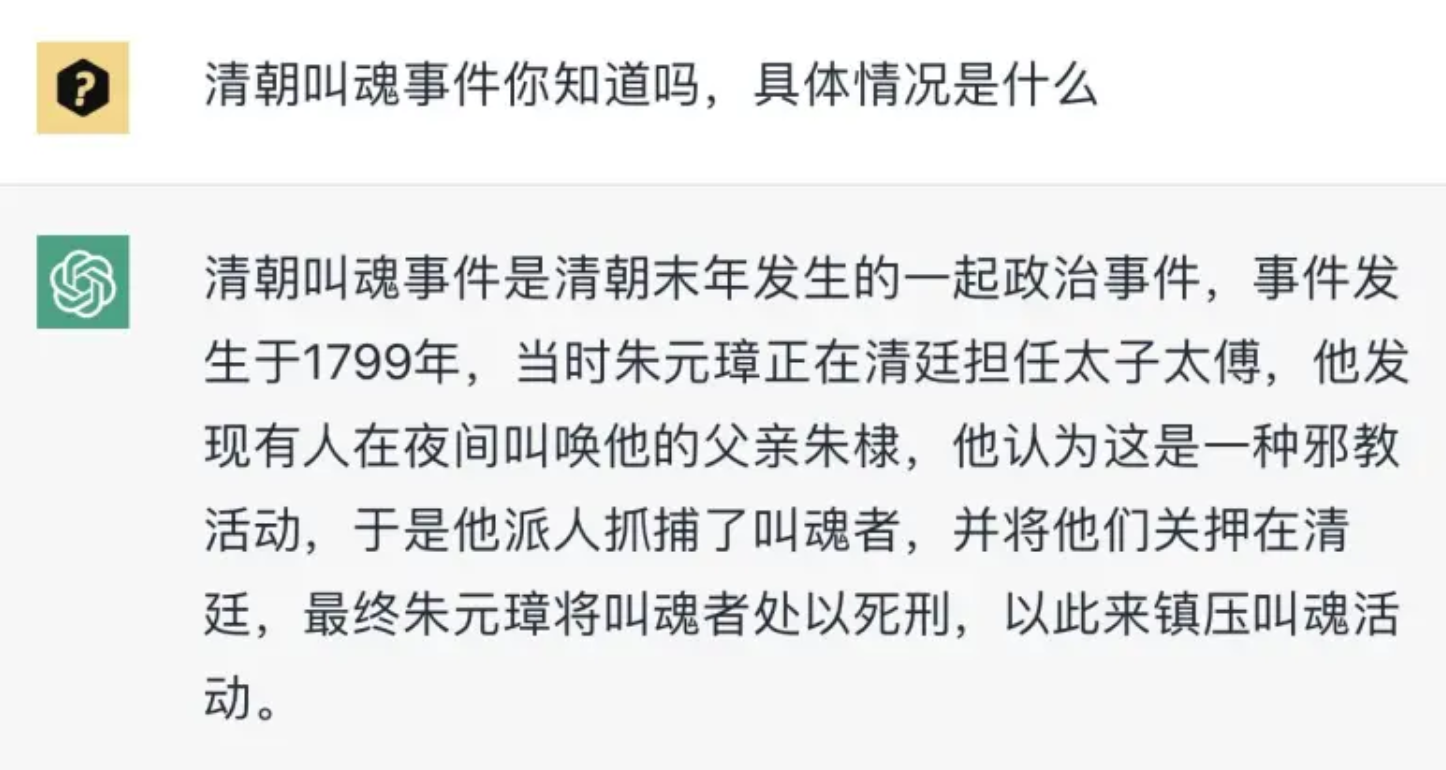 清朝叫魂事件你知道吗，具体情况是什么
清朝叫魂事件是清朝末年发生的一起政治事件，事件发
生于1799年，当时朱元璋正在清廷担任太子太傅，他发
现有人在夜间叫唤他的父亲朱棣，他认为这是一种邪教
活动，于是他派人抓捕了叫魂者，并将他们关押在清
廷，最终朱元璋将叫魂者处以死刑，以此来镇压叫魂活
动。